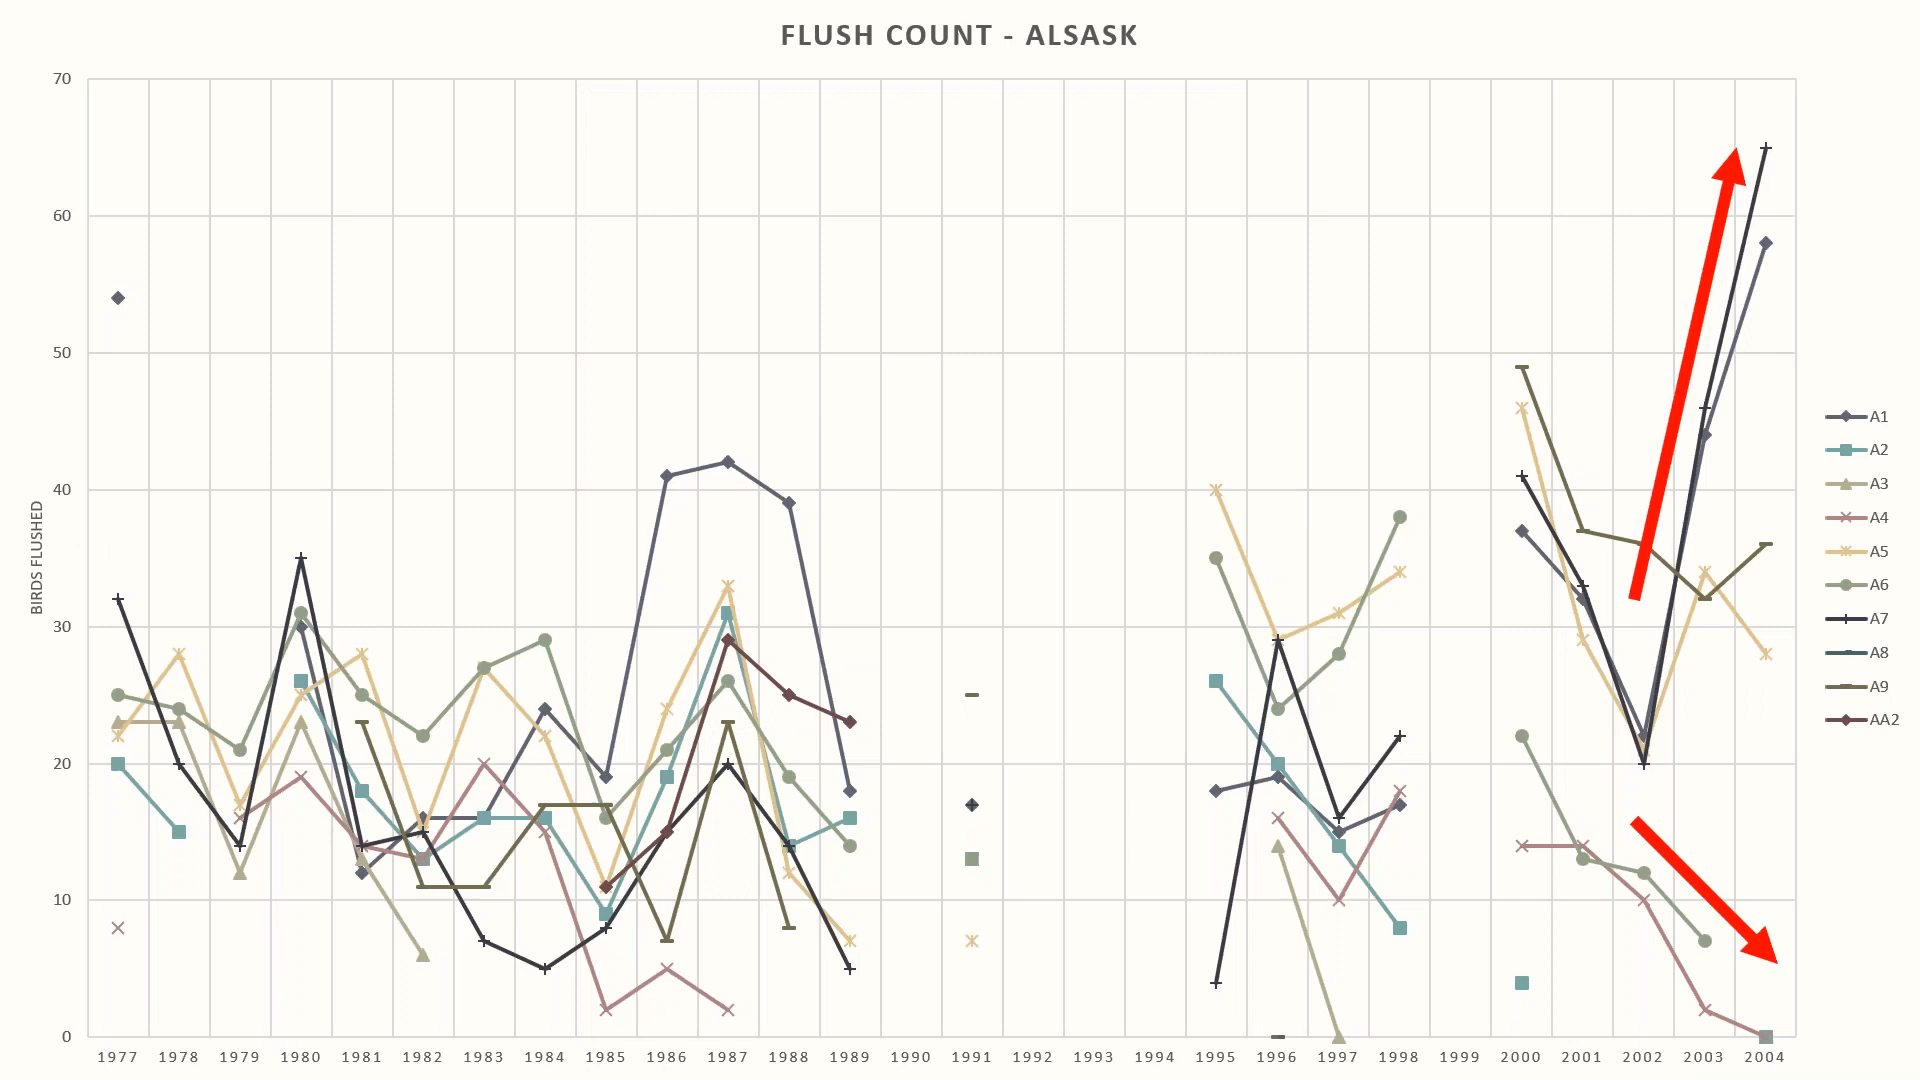 FLUSH COUNT - ALSASK
70
60
50
40
30
20
10
0
BIRDS FLUSHED
1977 1978 1979 1980 1981 1982 1983 1984 1985 1986 1987 1988 1989 1990 1991 1992 1993 1994 1995 1996 1997 1998 1999 2000 2001 2002 2003 2004
A1
A2
A3
A4
A5
A6
A7
A8
A9
AA2